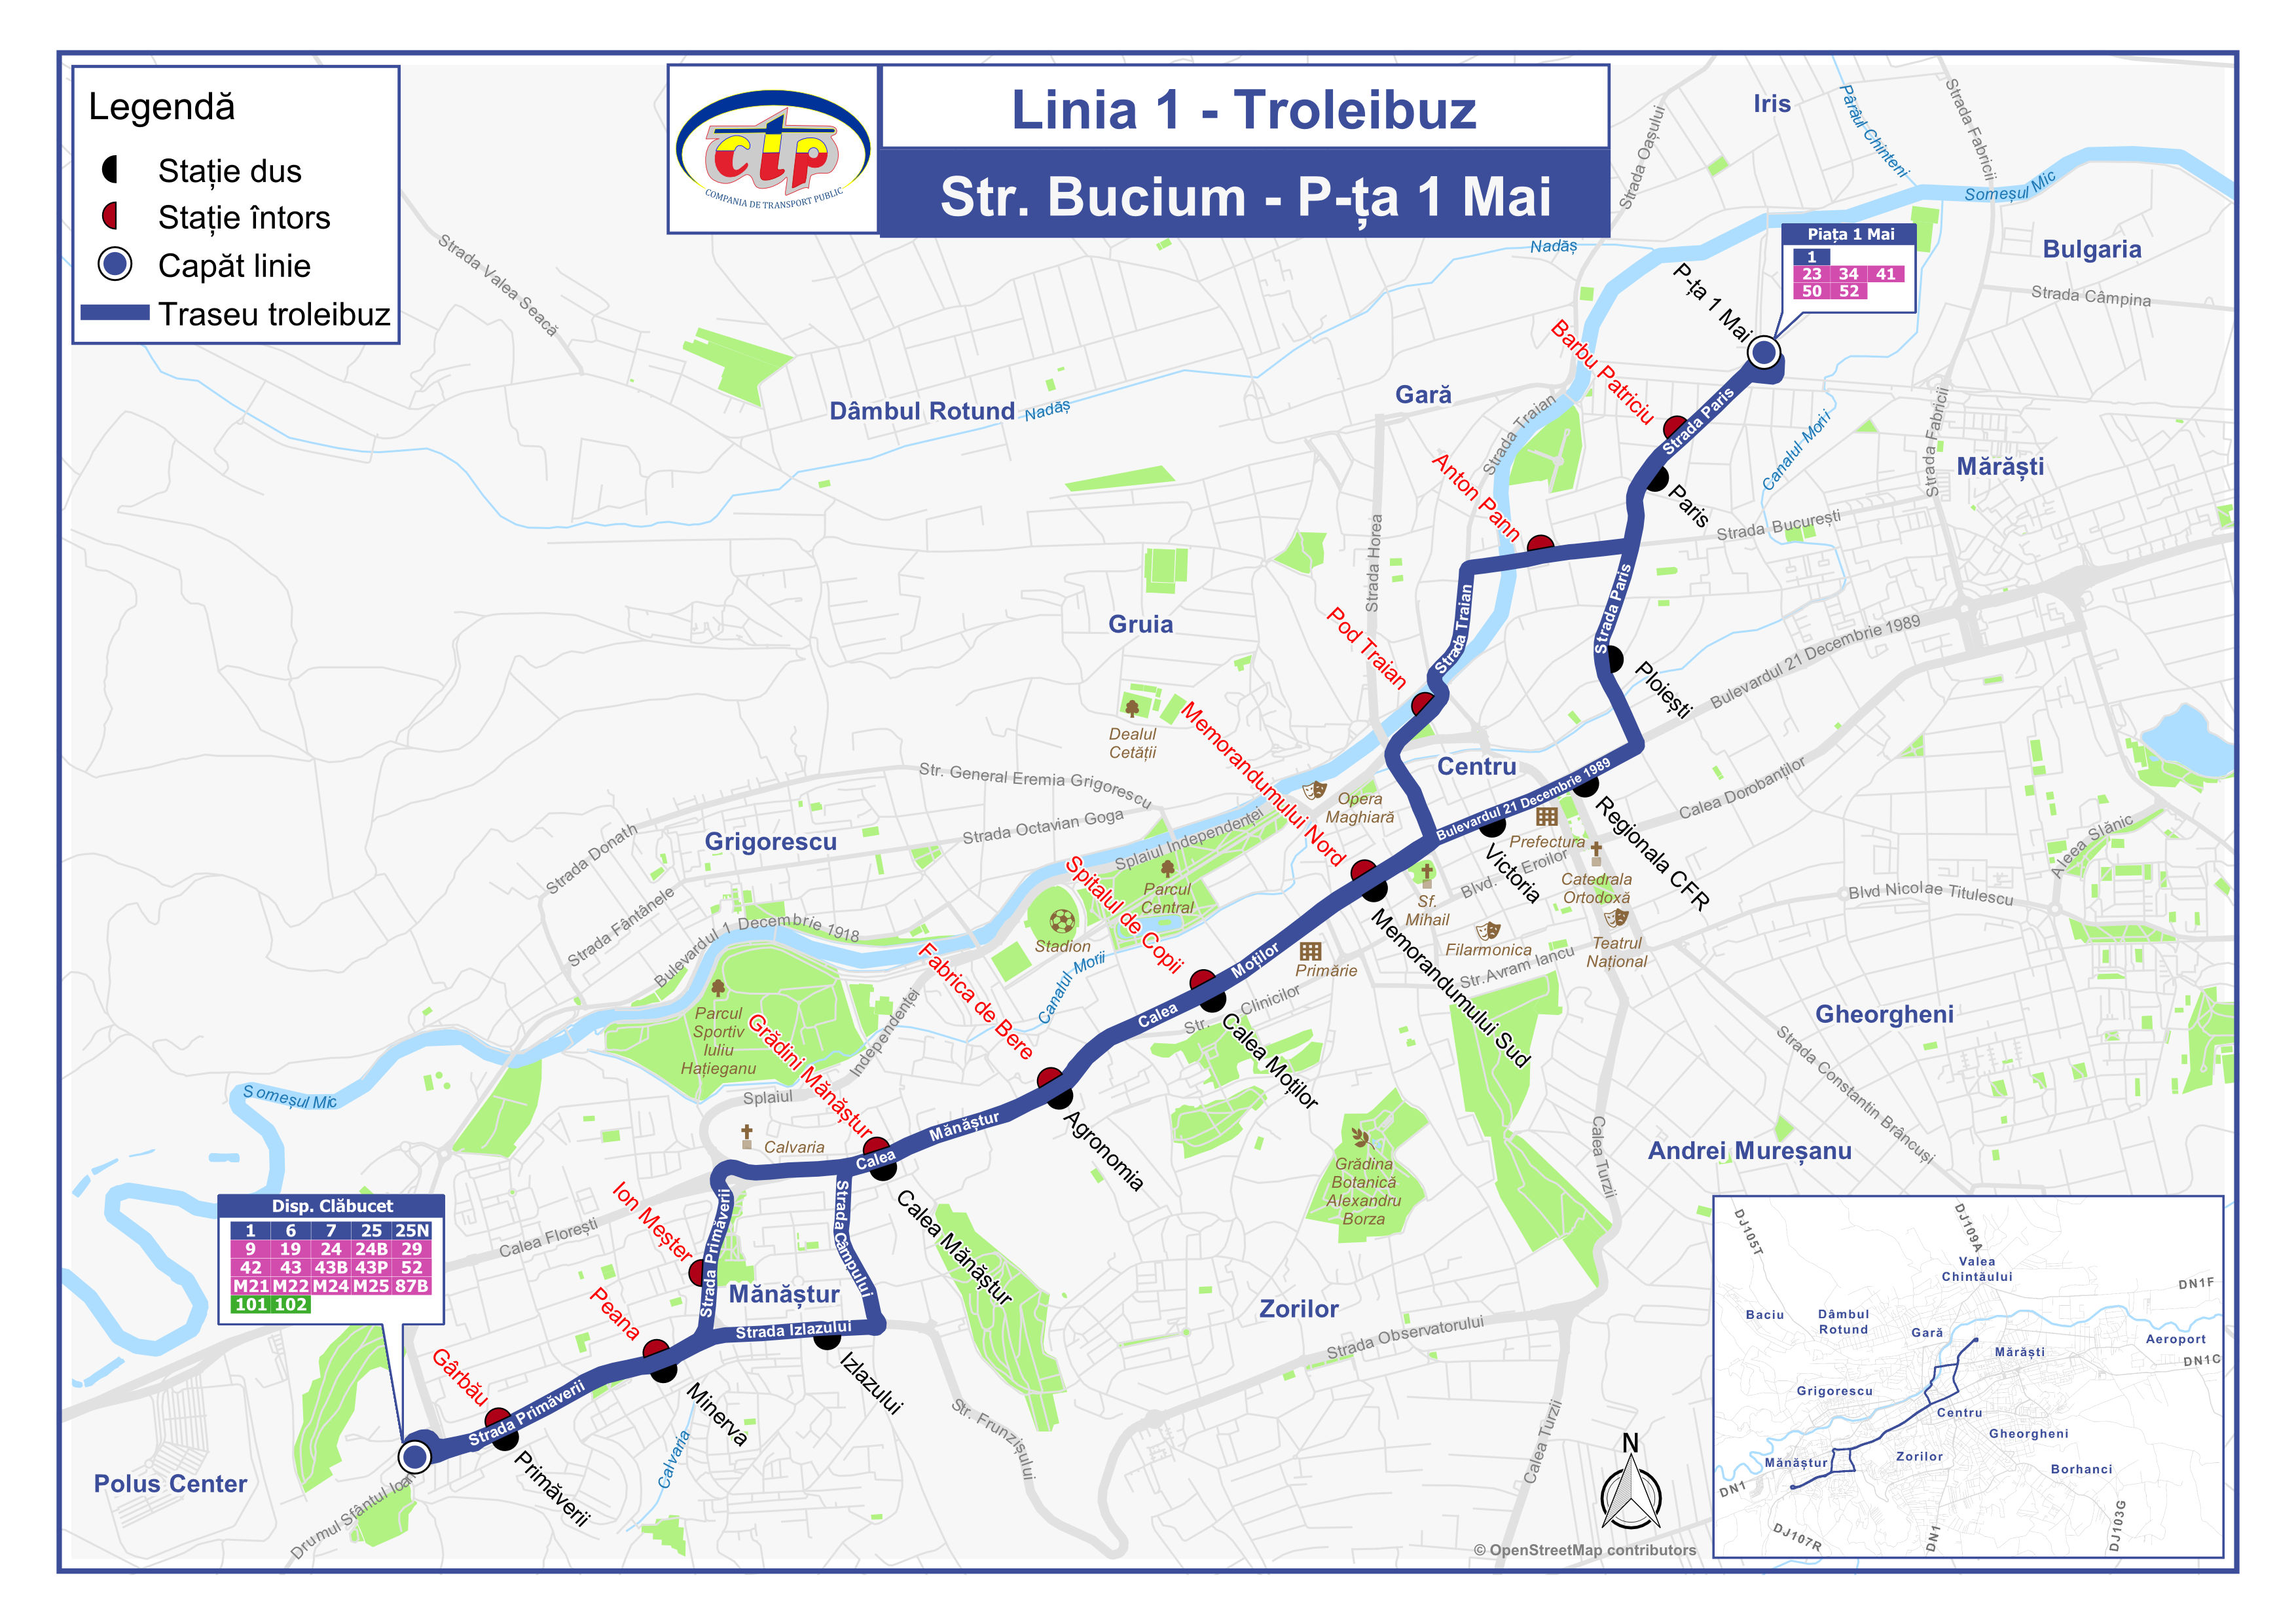 Legendă
Stație dus
Stație întors
Capăt linie
Traseu troleibuz
ctp
COMPANIA DE TRANSPORT PUBLIC
Linia 1 - Troleibuz
Str. Bucium - P-ța 1 Mai
Iris
Strada Oașului
Pârâul Chinteni
Strada Fabricii
Someșul Mic
Bulgaria
Strada Câmpina
Nadăș
Piața 1 Mai
1
23 34 41
50 52
P-ța 1 Mai
Strada Valea Seacă
Barbu Patriciu
Strada Paris
Gară
Dâmbul Rotund
Nadăș
Strada Traian
Canalul Morii
Strada Fabricii
Mărăști
Anton Pann
Paris
Strada București
Strada Horea
Strada Traian
Strada Paris
Gruia
Pod Traian
Bulevardul 21 Decembrie 1989
Ploiești
Dealul
Cetății
Memorandumului Nord
Centru
Bulevardul 21 Decembrie 1989
Str. General Eremia Grigorescu
Opera
Maghiară
Calea Dorobanților
Regionala CFR
Prefectura
Strada Octavian Goga
Splaiul Independenței
Grigorescu
Strada Donath
Victoria
Blvd. Eroilor
Aleea Slănic
Spitalul de Copii
Parcul
Central
Catedrala
Ortodoxă
Blvd Nicolae Titulescu
Sf.
Mihail
Strada Fântânele
Bulevardul 1 Decembrie 1918
Stadion
Filarmonica
Teatrul
Național
Memorandumului Sud
Fabrica de Bere
Canalul Morii
Calea Moților
Primărie
Str.Avram Iancu
Str. Clinicilor
Parcul
Sportiv
Iuliu
Hațieganu
Grădini Mănăștur
Splaiul Independenței
Calea Moților
Gheorgheni
Strada Constantin Brâncuși
Someșul Mic
Calea Mănăștur
Agronomia
Calvaria
Calea Turzii
Andrei Mureșanu
Grădina
Botanică
Alexandru
Borza
Calea Mănăștur
Ion Meșter
Strada Primăverii
Strada Câmpului
Calea Florești
Disp. Clăbucet
1 6 7 25 25N
9 19 24 24B 29
42 43 43B 43P 52
M21 M22 M24 M25 87B
101 102
Mănăștur
Peana
Strada Izlazului
Izlazului
Zorilor
Strada Observatorului
Gârbău
Minerva
Strada Primăverii
Primăverii
Calvaria
Str. Frunzișului
Calea Turzii
Polus Center
Drumul Sfântul Ioan
N
© OpenStreetMap contributors
DJ105T
DJ109A
Valea
Chintăului
DN1F
Baciu
Dâmbul
Rotund
Gară
Aeroport
Mărăști
DN1C
Grigorescu
Centru
Gheorgheni
Mănăștur
Zorilor
Borhanci
DN1
DJ107R
DN1
DJ103G